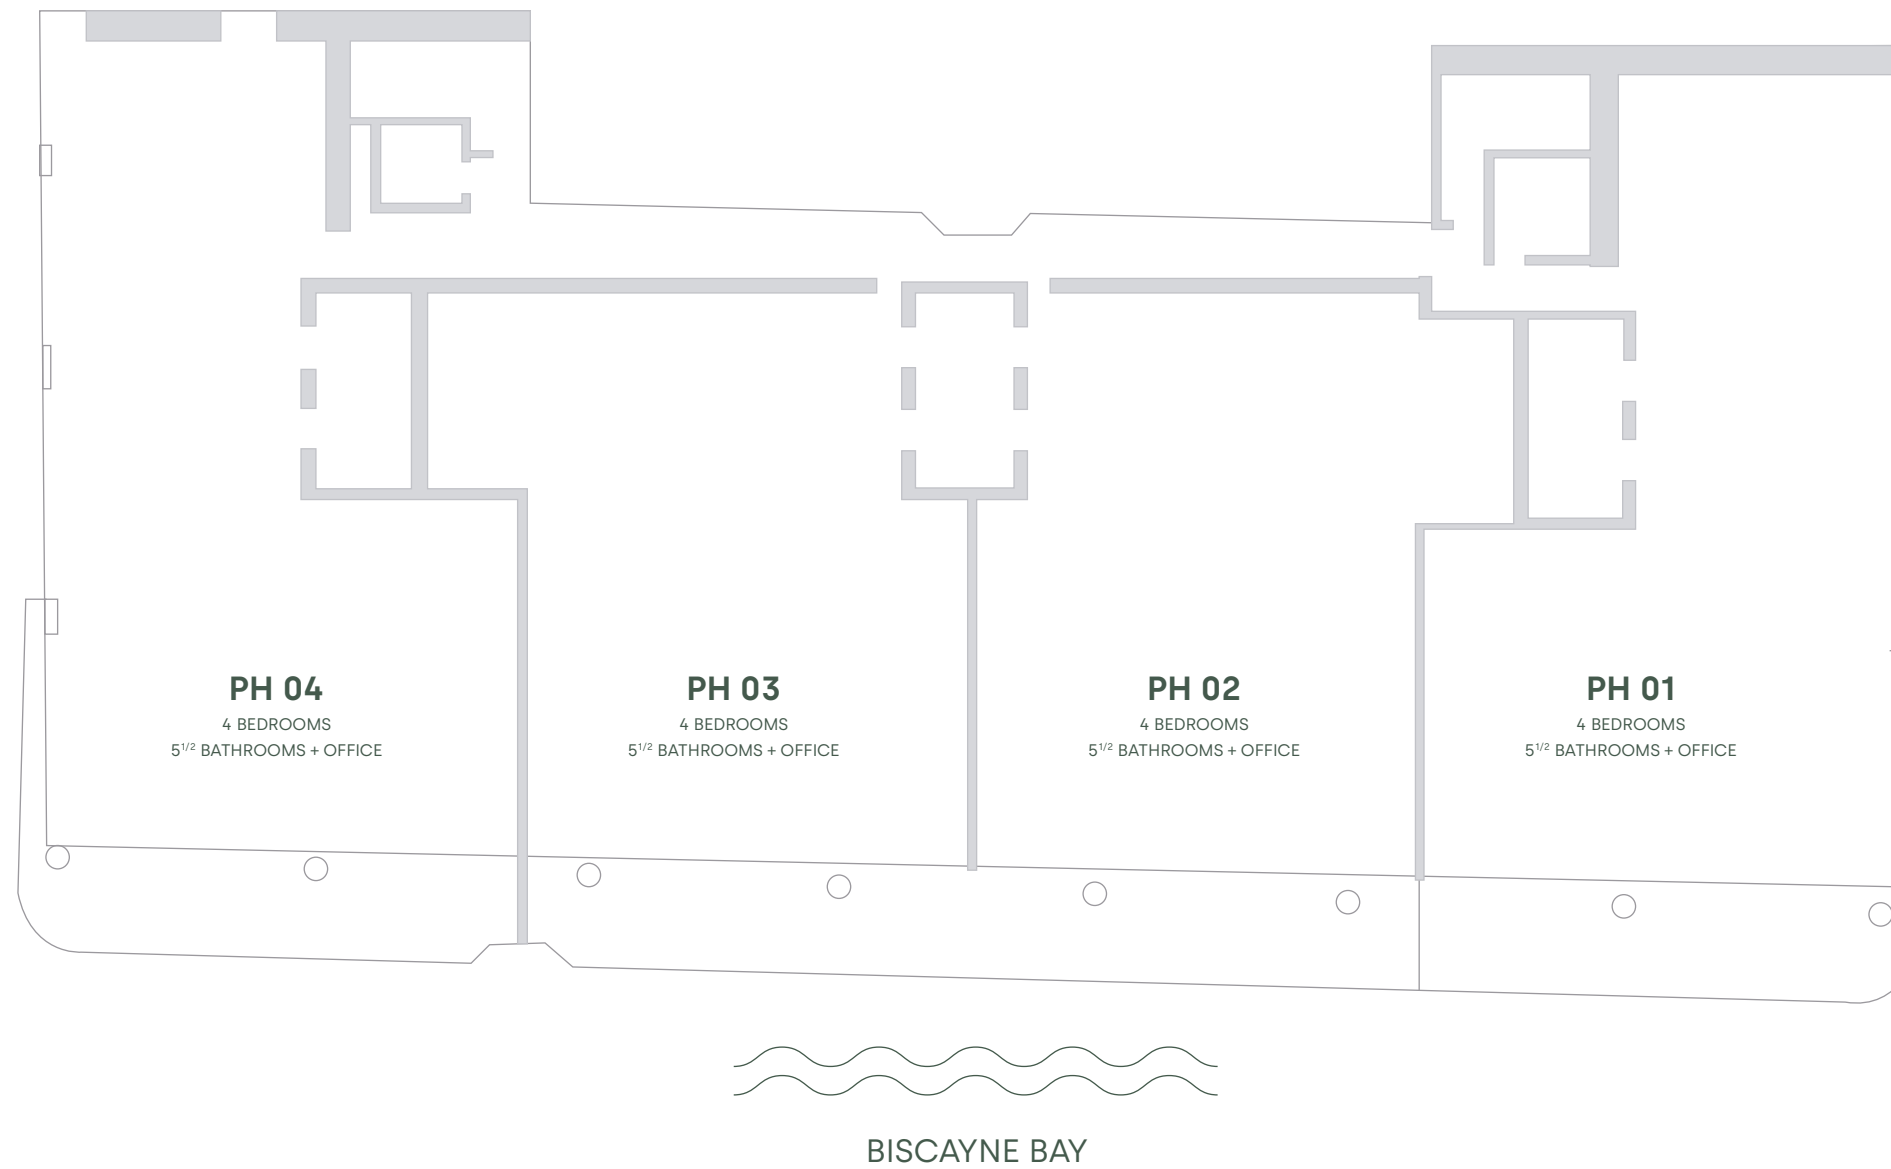 PH 04
4 BEDROOMS
5 1/2 BATHROOMS + OFFICE
PH 03
4 BEDROOMS
5 1/2 BATHROOMS + OFFICE
PH 02
4 BEDROOMS
5 1/2 BATHROOMS + OFFICE
PH 01
4 BEDROOMS
5 1/2 BATHROOMS + OFFICE
BISCAYNE BAY